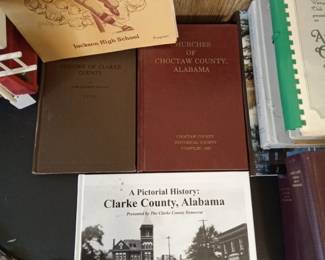 Jackson High School
HISTORY OF CLARKE
COUNTY
CHURCHES
OF
CHOCTAW COUNTY,
ALABAMA
CHOCTAW COUNTY
HISTORICAL SOCIETY
A Pictorial History:
Clarke County, Alabama
Presented by The Clarke County Democrat